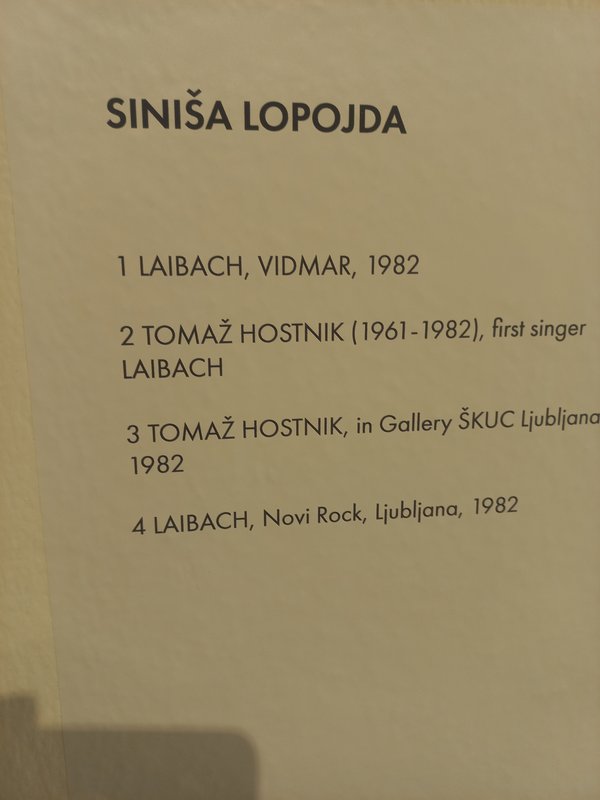 SINIŠA LOPOJDA
1 LAIBACH, VIDMAR, 1982
2 TOMAŽ HOSTNIK (1961-1982), first singer
LAIBACH
3 TOMAŽ HOSTNIK, in Gallery ŠKUC Ljubljana
1982
4 LAIBACH, Novi Rock, Ljubljana, 1982